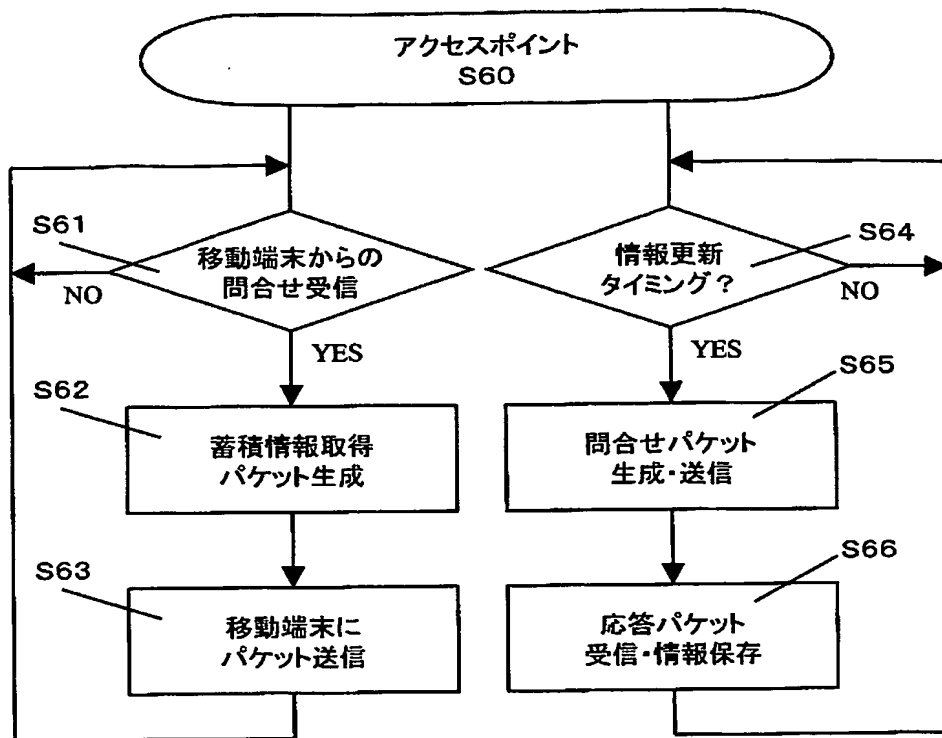 アクセスポイント
S60
S61
移動端末からの
問合せ受信
NO
YES
S62
蓄積情報取得
パケット生成
S63
移動端末に
パケット送信
S64
情報更新
タイミング?
NO
YES
S65
問合せパケット
生成・送信
S66
応答パケット
受信・情報保存